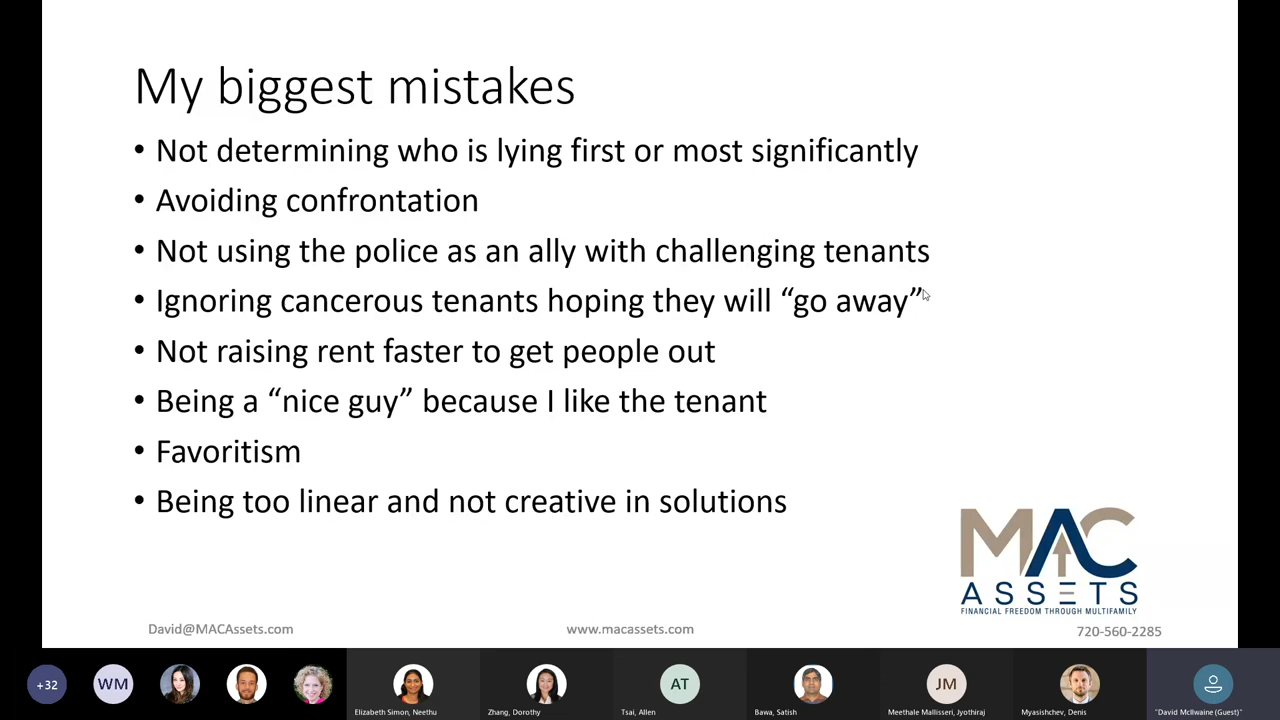 My biggest mistakes
• Not determining who is lying first or most significantly
• Avoiding confrontation
• Not using the police as an ally with challenging tenants
• Ignoring cancerous tenants hoping they will “go away”
• Not raising rent faster to get people out
• Being a “nice guy” because I like the tenant
• Favoritism
• Being too linear and not creative in solutions
MAC
ASSETS
FINANCIAL FREEDOM THROUGH MULTIFAMILY
David@MACAssets.com www.macassets.com 720-560-2285
+32 WM AT JM
Elizabeth Simon, Neethu Zhang, Dorothy Tsai, Allen Bawa, Satish Meethale Mallisseri, Jyothiraj Myasishchev, Denis "David McIlwaine (Guest)"